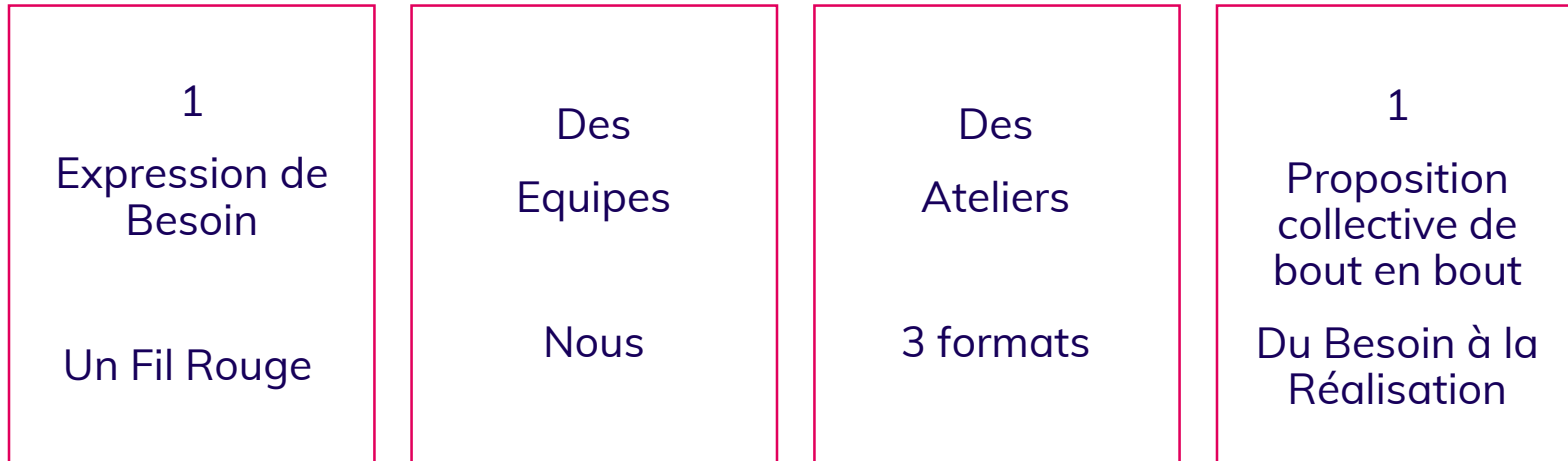 1
Expression de
Besoin
Un Fil Rouge
Des
Equipes
Nous
Des
Ateliers
3 formats
1
Proposition
collective de
bout en bout
Du Besoin à la
Réalisation